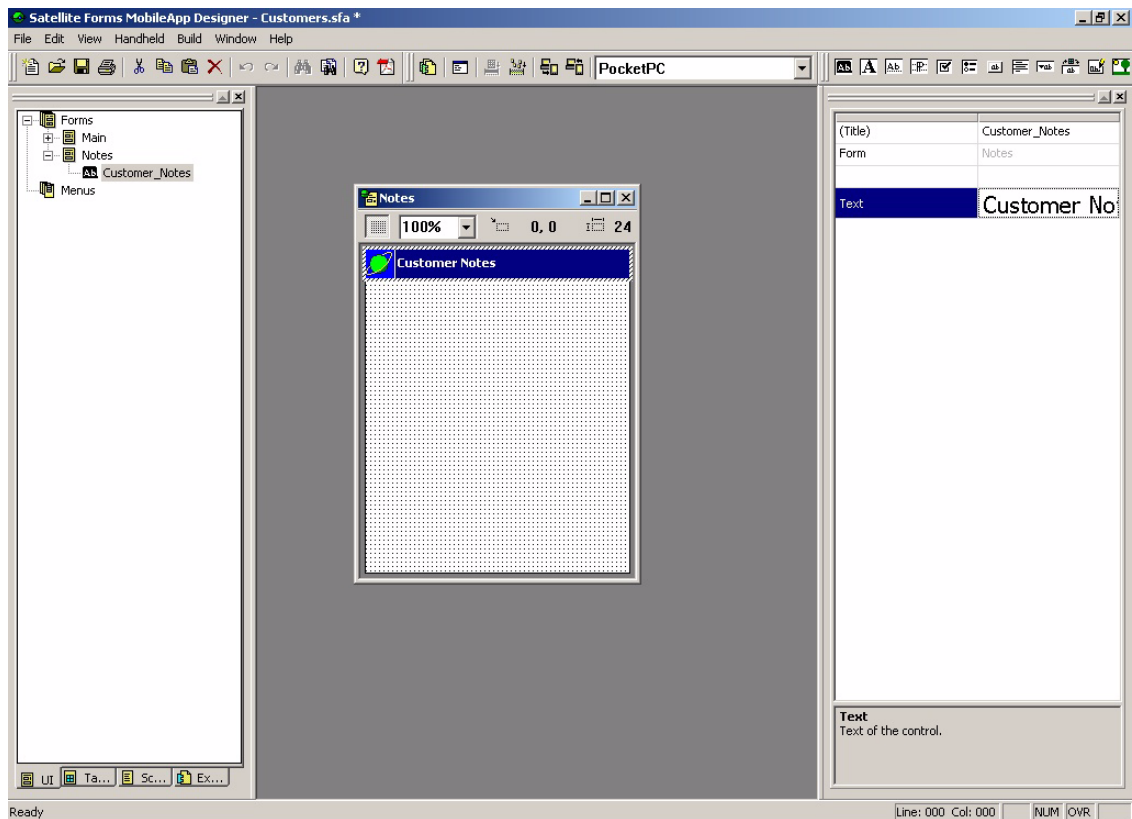 Satellite Forms MobileApp Designer - Customers.sfa *
File Edit View Handheld Build Window Help
PocketPC
Forms
Main
Notes
Customer_Notes
Menus
UI Ta... Sc... Ex...
Notes
100% 0, 0 24
Customer Notes
(Title) Customer_Notes
Form Notes
Text Customer No
Text
Text of the control.
Ready Line: 000 Col: 000 NUM OVR